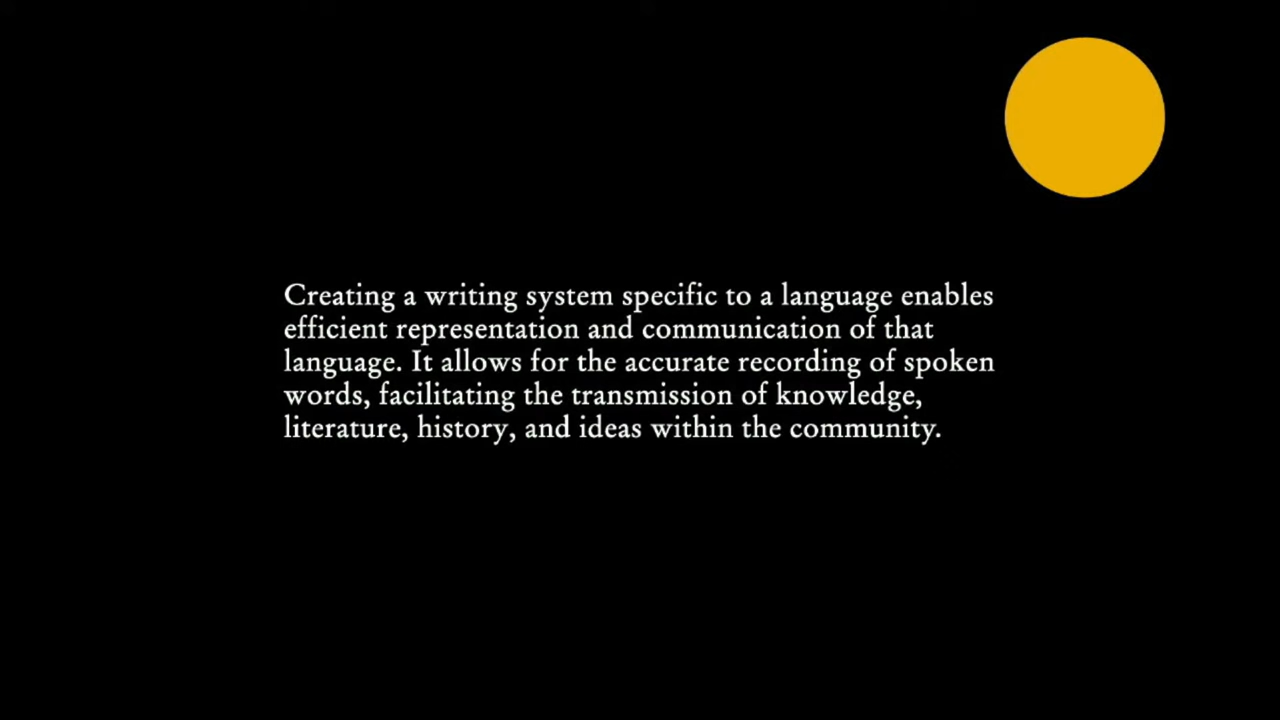 Creating a writing system specific to a language enables
efficient representation and communication of that
language. It allows for the accurate recording of spoken
words, facilitating the transmission of knowledge,
literature, history, and ideas within the community.